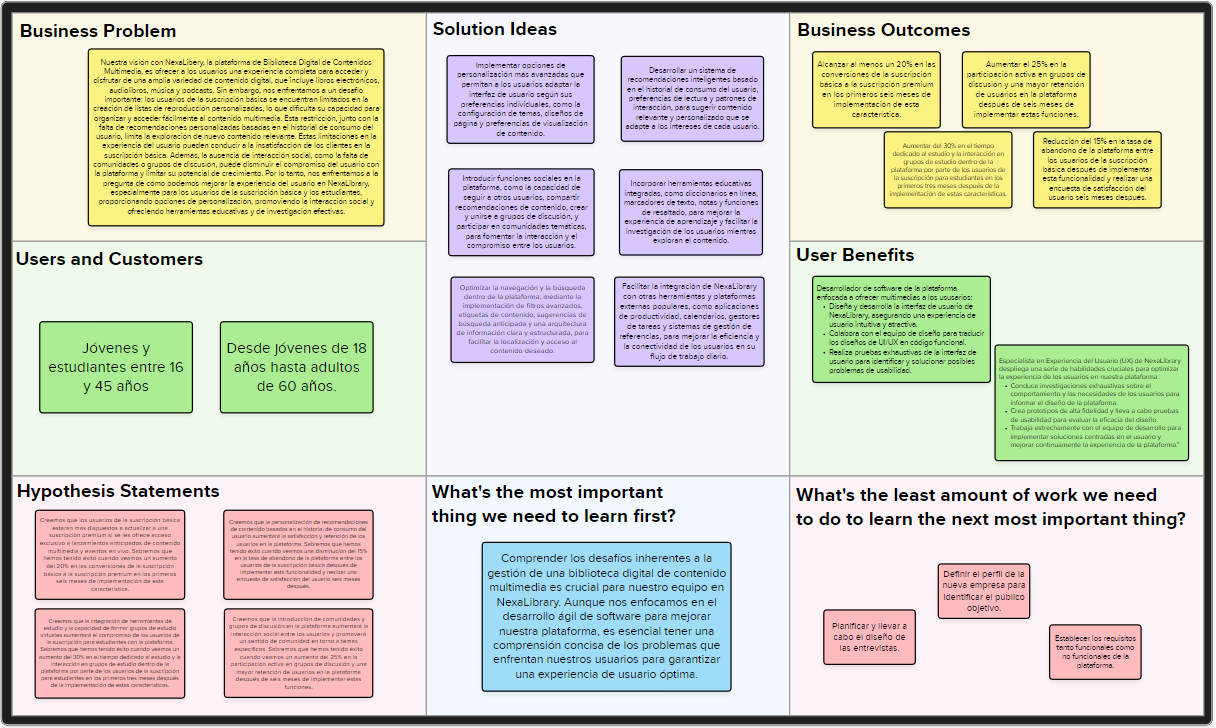 Business Problem
Nuestra visión con NexaLibery, la plataforma de Biblioteca Digital de Contenidos
Multimedia, es ofrecer a los usuarios una experiencia completa para acceder y
disfrutar de una amplia variedad de contenido digital, que incluye libros electrónicos,
audiolibros, música y podcasts. Sin embargo, nos enfrentamos a un desafío
importante: los usuarios de la suscripción básica se encuentran limitados en la
creación de listas de reproducción personalizadas, lo que dificulta su capacidad para
organizar y acceder fácilmente al contenido multimedia. Esta restricción, junto con la
falta de recomendaciones personalizadas basadas en el historial de consumo del
usuario, limita la exploración de nuevo contenido relevante. Estas limitaciones en la
experiencia del usuario pueden conducir a la insatisfacción de los clientes en la
suscripción básica. Además, la ausencia de interacción social, como la falta de
comunidades o grupos de discusión, puede disminuir el compromiso del usuario con
la plataforma y limitar su potencial de crecimiento. Por lo tanto, nos enfrentamos a la
pregunta de cómo podemos mejorar la experiencia del usuario en NexaLibrary,
especialmente para los usuarios de la suscripción básica y los estudiantes,
proporcionando opciones de personalización, promoviendo la interacción social y
ofreciendo herramientas educativas y de investigación efectivas.
Users and Customers
Jóvenes y
estudiantes entre 16
y 45 años
Desde jóvenes de 18
años hasta adultos
de 60 años.
Solution Ideas
Implementar opciones de
personalización más avanzadas que
permitan a los usuarios adaptar la
interfaz de usuario según sus
preferencias individuales, como la
configuración de temas, diseños de
página y preferencias de visualización
de contenido.
Desarrollar un sistema de
recomendaciones inteligentes basado
en el historial de consumo del usuario,
preferencias de lectura y patrones de
interacción, para sugerir contenido
relevante y personalizado que se
adapte a los intereses de cada usuario.
Introducir funciones sociales en la
plataforma, como la capacidad de
seguir a otros usuarios, compartir
recomendaciones de contenido, crear
y unirse a grupos de discusión, y
participar en comunidades temáticas,
para fomentar la interacción y el
compromiso entre los usuarios.
Incorporar herramientas educativas
integradas, como diccionarios en línea,
marcadores de texto, notas y funciones
de resaltado, para mejorar la
experiencia de aprendizaje y facilitar la
investigación de los usuarios mientras
exploran el contenido.
Optimizar la navegación y la búsqueda
dentro de la plataforma, mediante la
implementación de filtros avanzados,
etiquetas de contenido, sugerencias de
búsqueda anticipada y una arquitectura
de información clara y estructurada, para
facilitar la localización y acceso al
contenido deseado.
Facilitar la integración de NexaLibrary
con otras herramientas y plataformas
externas populares, como aplicaciones
de productividad, calendarios, gestores
de tareas y sistemas de gestión de
referencias, para mejorar la eficiencia y
la conectividad de los usuarios en su
flujo de trabajo diario.
Business Outcomes
Alcanzar al menos un 20% en las
conversiones de la suscripción
básica a la suscripción premium
en los primeros seis meses de
implementación de esta
característica.
Aumentar el 25% en la
participación activa en grupos de
discusión y una mayor retención
de usuarios en la plataforma
después de seis meses de
implementar estas funciones.
Aumentar del 30% en el tiempo
dedicado al estudio y la interacción en
grupos de estudio dentro de la
plataforma por parte de los usuarios de
la suscripción para estudiantes en los
primeros tres meses después de la
implementación de estas características.
Reducción del 15% en la tasa de
abandono de la plataforma entre
los usuarios de la suscripción
básica después de implementar
esta funcionalidad y realizar una
encuesta de satisfacción del
usuario seis meses después.
User Benefits
Desarrollador de software de la plataforma
enfocada a ofrecer multimedias a los ususarios:
• Diseña y desarrolla la interfaz de usuario de
NexaLibrary, asegurando una experiencia de
usuario intuitiva y atractiva.
• Colabora con el equipo de diseño para traducir
los diseños de UI/UX en código funcional.
• Realiza pruebas exhaustivas de la interfaz de
usuario para identificar y solucionar posibles
problemas de usabilidad.
Especialista en Experiencia del Usuario (UX) de NexaLibrary
despliega una serie de habilidades cruciales para optimizar
la experiencia de los usuarios en nuestra plataforma:
• Conduce investigaciones exhaustivas sobre el
comportamiento y las necesidades de los usuarios para
informar el diseño de la plataforma.
• Crea prototipos de alta fidelidad y lleva a cabo pruebas
de usabilidad para evaluar la eficacia del diseño.
• Trabaja estrechamente con el equipo de desarrollo para
implementar soluciones centradas en el usuario y
mejorar continuamente la experiencia de la plataforma."
Hypothesis Statements
Creemos que los usuarios de la suscripción básica
estarán más dispuestos a actualizar a una
suscripción premium si se les ofrece acceso
exclusivo a lanzamientos anticipados de contenido
multimedia y eventos en vivo. Sabremos que
hemos tenido éxito cuando veamos un aumento
del 20% en las conversiones de la suscripción
básica a la suscripción premium en los primeros
seis meses de implementación de esta
característica.
Creemos que la personalización de recomendaciones
de contenido basadas en el historial de consumo del
usuario aumentará la satisfacción y retención de los
usuarios en la plataforma. Sabremos que hemos
tenido éxito cuando veamos una disminución del 15%
en la tasa de abandono de la plataforma entre los
usuarios de la suscripción básica después de
implementar esta funcionalidad y realizar una
encuesta de satisfacción del usuario seis meses
después.
Creemos que la integración de herramientas de
estudio y la capacidad de formar grupos de estudio
virtuales aumentará el compromiso de los usuarios de
la suscripción para estudiantes con la plataforma.
Sabremos que hemos tenido éxito cuando veamos un
aumento del 30% en el tiempo dedicado al estudio y la
interacción en grupos de estudio dentro de la
plataforma por parte de los usuarios de la suscripción
para estudiantes en los primeros tres meses después
de la implementación de estas características.
Creemos que la introducción de comunidades y
grupos de discusión en la plataforma aumentará la
interacción social entre los usuarios y promoverá
un sentido de comunidad en torno a temas
específicos. Sabremos que hemos tenido éxito
cuando veamos un aumento del 25% en la
participación activa en grupos de discusión y una
mayor retención de usuarios en la plataforma
después de seis meses de implementar estas
funciones.
What's the most important
thing we need to learn first?
Comprender los desafíos inherentes a la
gestión de una biblioteca digital de contenido
multimedia es crucial para nuestro equipo en
NexaLibrary. Aunque nos enfocamos en el
desarrollo ágil de software para mejorar
nuestra plataforma, es esencial tener una
comprensión concisa de los problemas que
enfrentan nuestros usuarios para garantizar
una experiencia de usuario óptima.
What's the least amount of work we need
to do to learn the next most important thing?
Definir el perfil de la
nueva empresa para
identificar el público
objetivo.
Planificar y llevar a
cabo el diseño de
las entrevistas.
Establecer los requisitos
tanto funcionales como
no funcionales de la
plataforma.